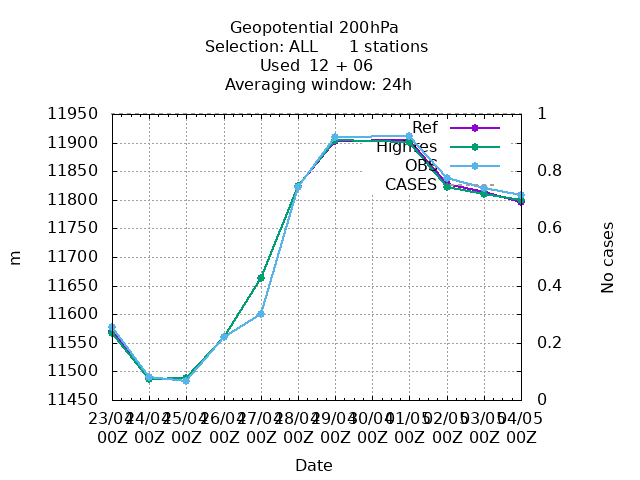 Geopotential 200hPa
Selection: ALL 1 stations
Used 12 + 06
Averaging window: 24h
11950
11900
11850
11800
11750
11700
11650
11600
11550
11500
11450
m
1
0.8
0.6
0.4
0.2
0
No cases
Ref
HighRes
OBS
CASES
23/04 24/04 25/04 26/04 27/04 28/04 29/04 30/04 01/05 02/05 03/05 04/05
00Z 00Z 00Z 00Z 00Z 00Z 00Z 00Z 00Z 00Z 00Z 00Z
Date